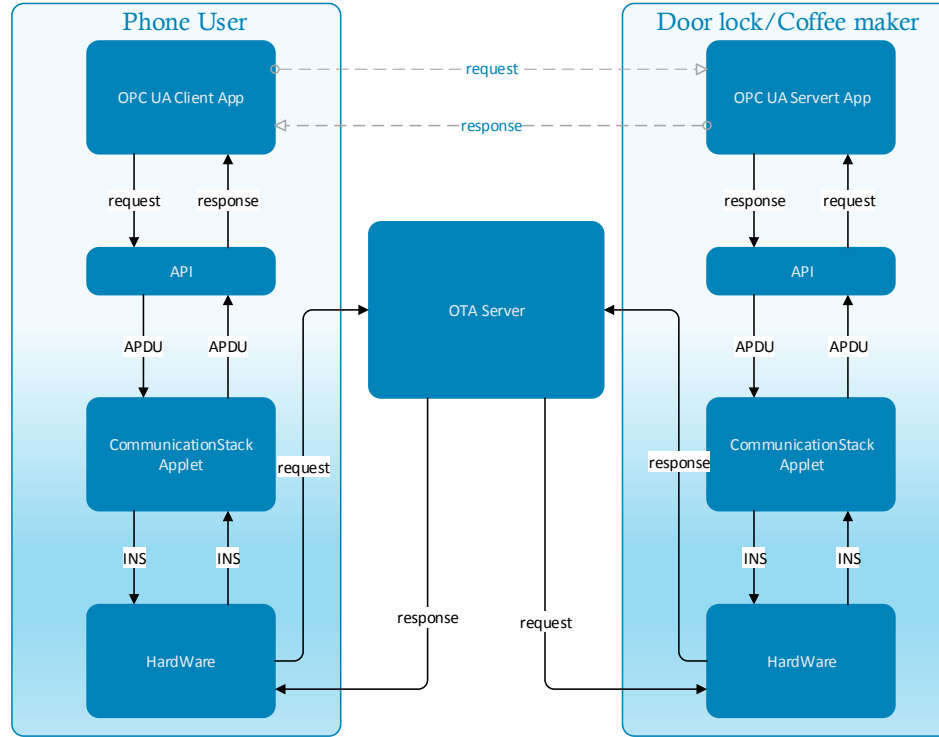 Phone User
Door lock/Coffee maker
OPC UA Client App
request
OPC UA Servert App
response
request
response
response
request
API
OTA Server
API
APDU
APDU
APDU
APDU
CommunicationStack
Applet
CommunicationStack
Applet
request
response
INS
INS
INS
INS
response
request
HardWare
HardWare